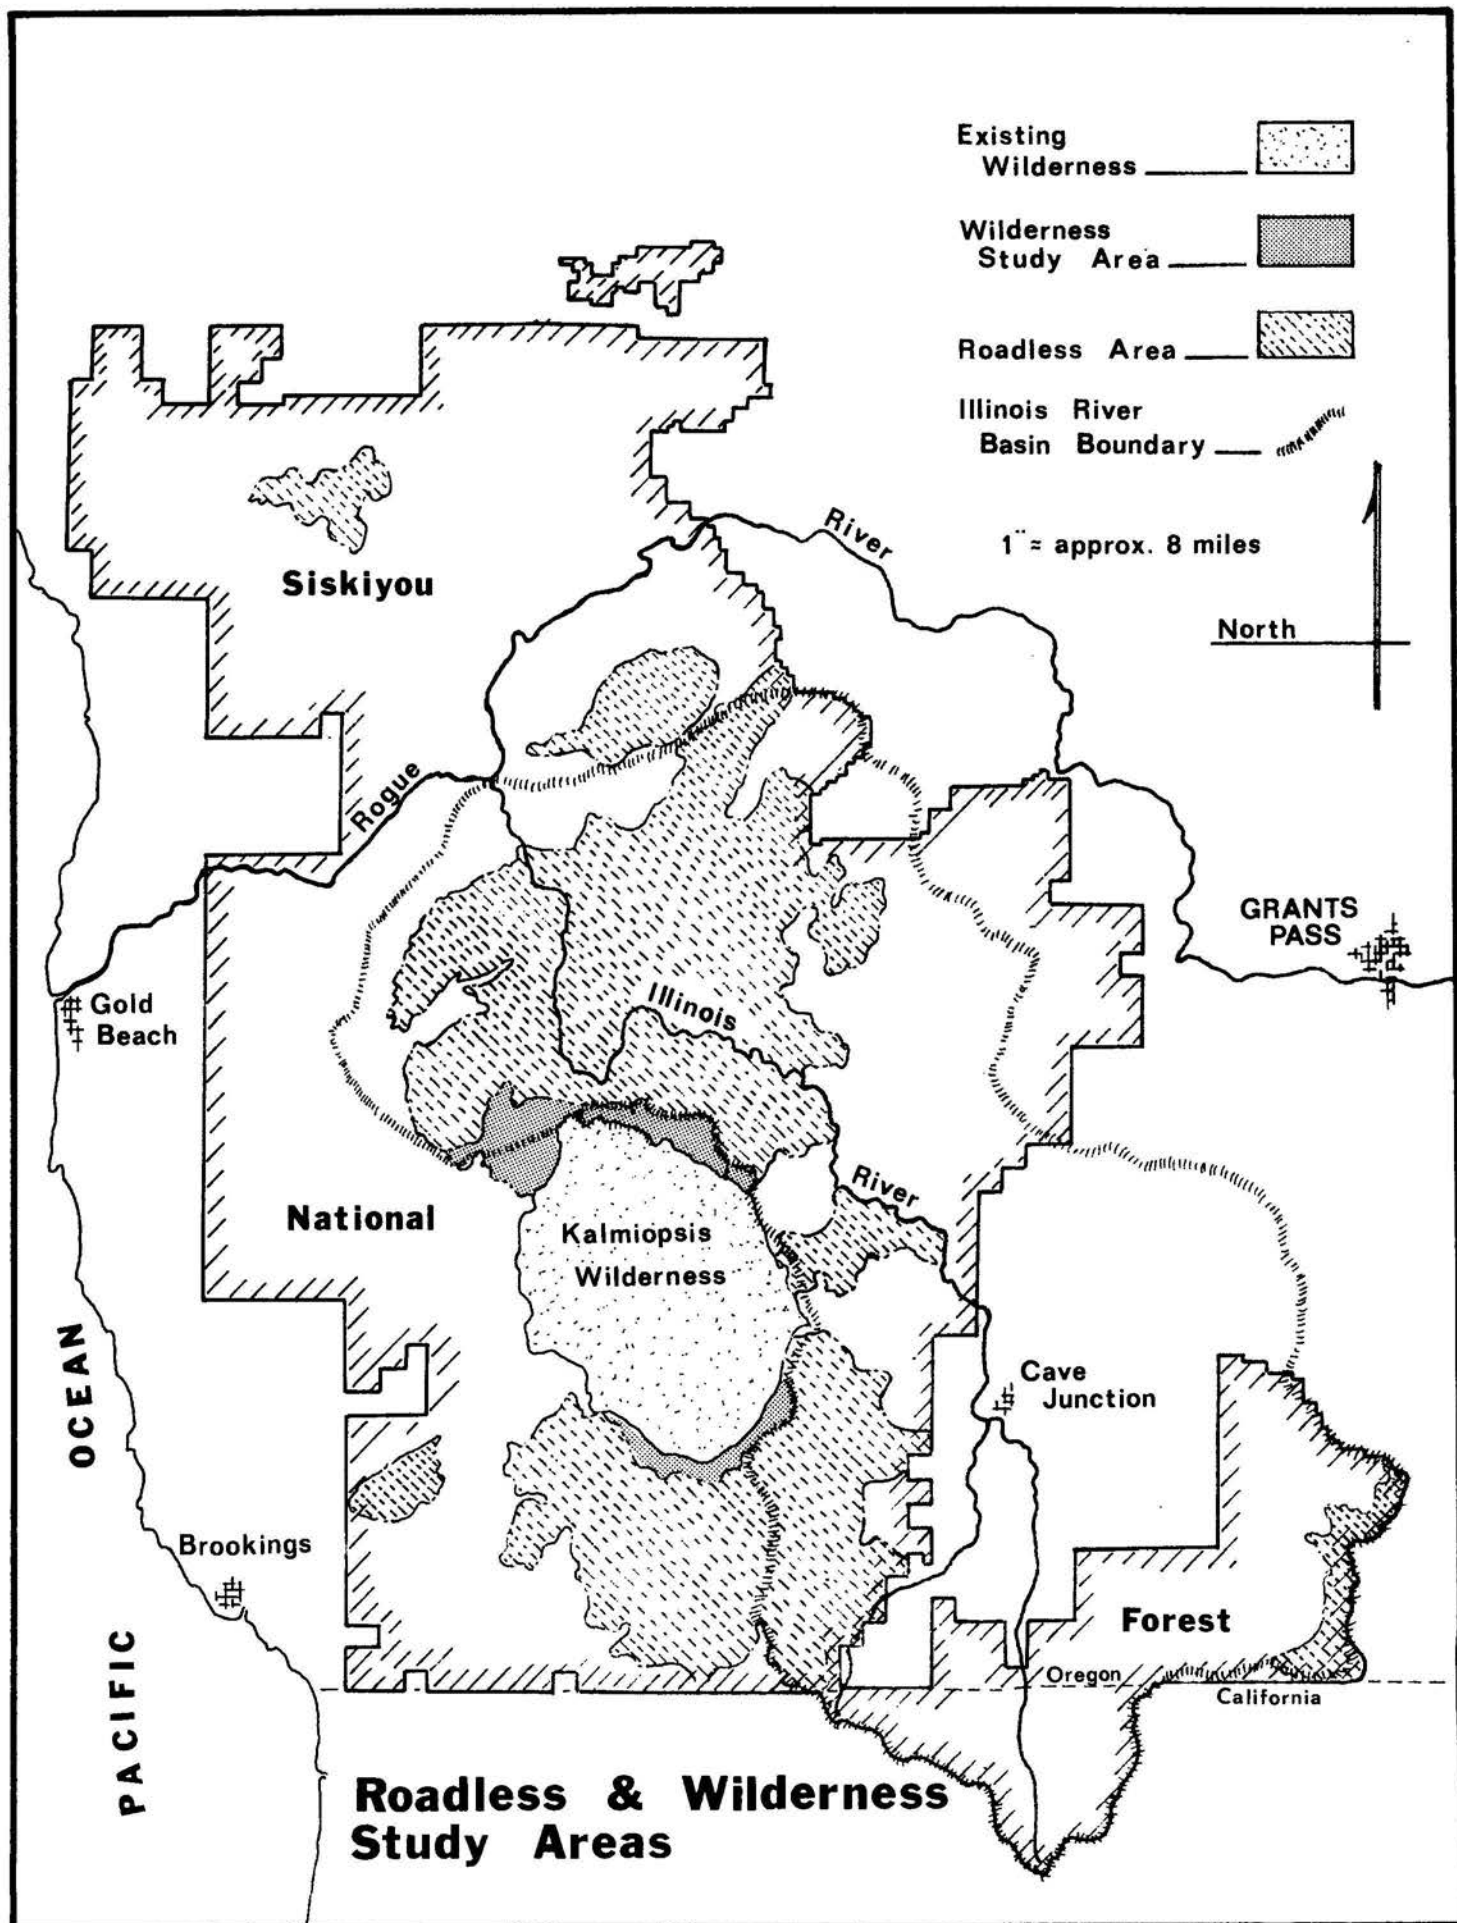 Existing
Wilderness
Wilderness
Study Area
Roadless Area
Illinois River
Basin Boundary
1" ≈ approx. 8 miles
North
River
Siskiyou
Rogue
GRANTS
PASS
Gold
Beach
Illinois
River
National
Kalmiopsis
Wilderness
Cave
Junction
Brookings
PACIFIC OCEAN
Forest
Oregon
California
Roadless & Wilderness
Study Areas